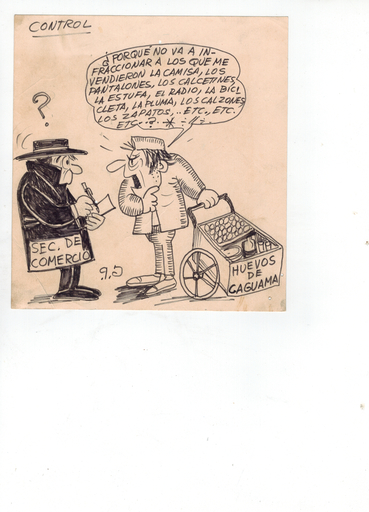 CONTROL
¿PORQUÉ NO VA A IN-
FRACCIONAR A LOS QUE ME
VENDIERON LA CAMISA, LOS
PANTALONES, LOS CALCETINES
LA ESTUFA, EL RADIO, LA BICI
CLETA, LA PLUMA, LOS CALZONES
LOS ZAPATOS, .. ETC., ETC.
ETC..?.
?
SEC. DE
COMERCIO
HUEVOS
DE
CAGUAMA